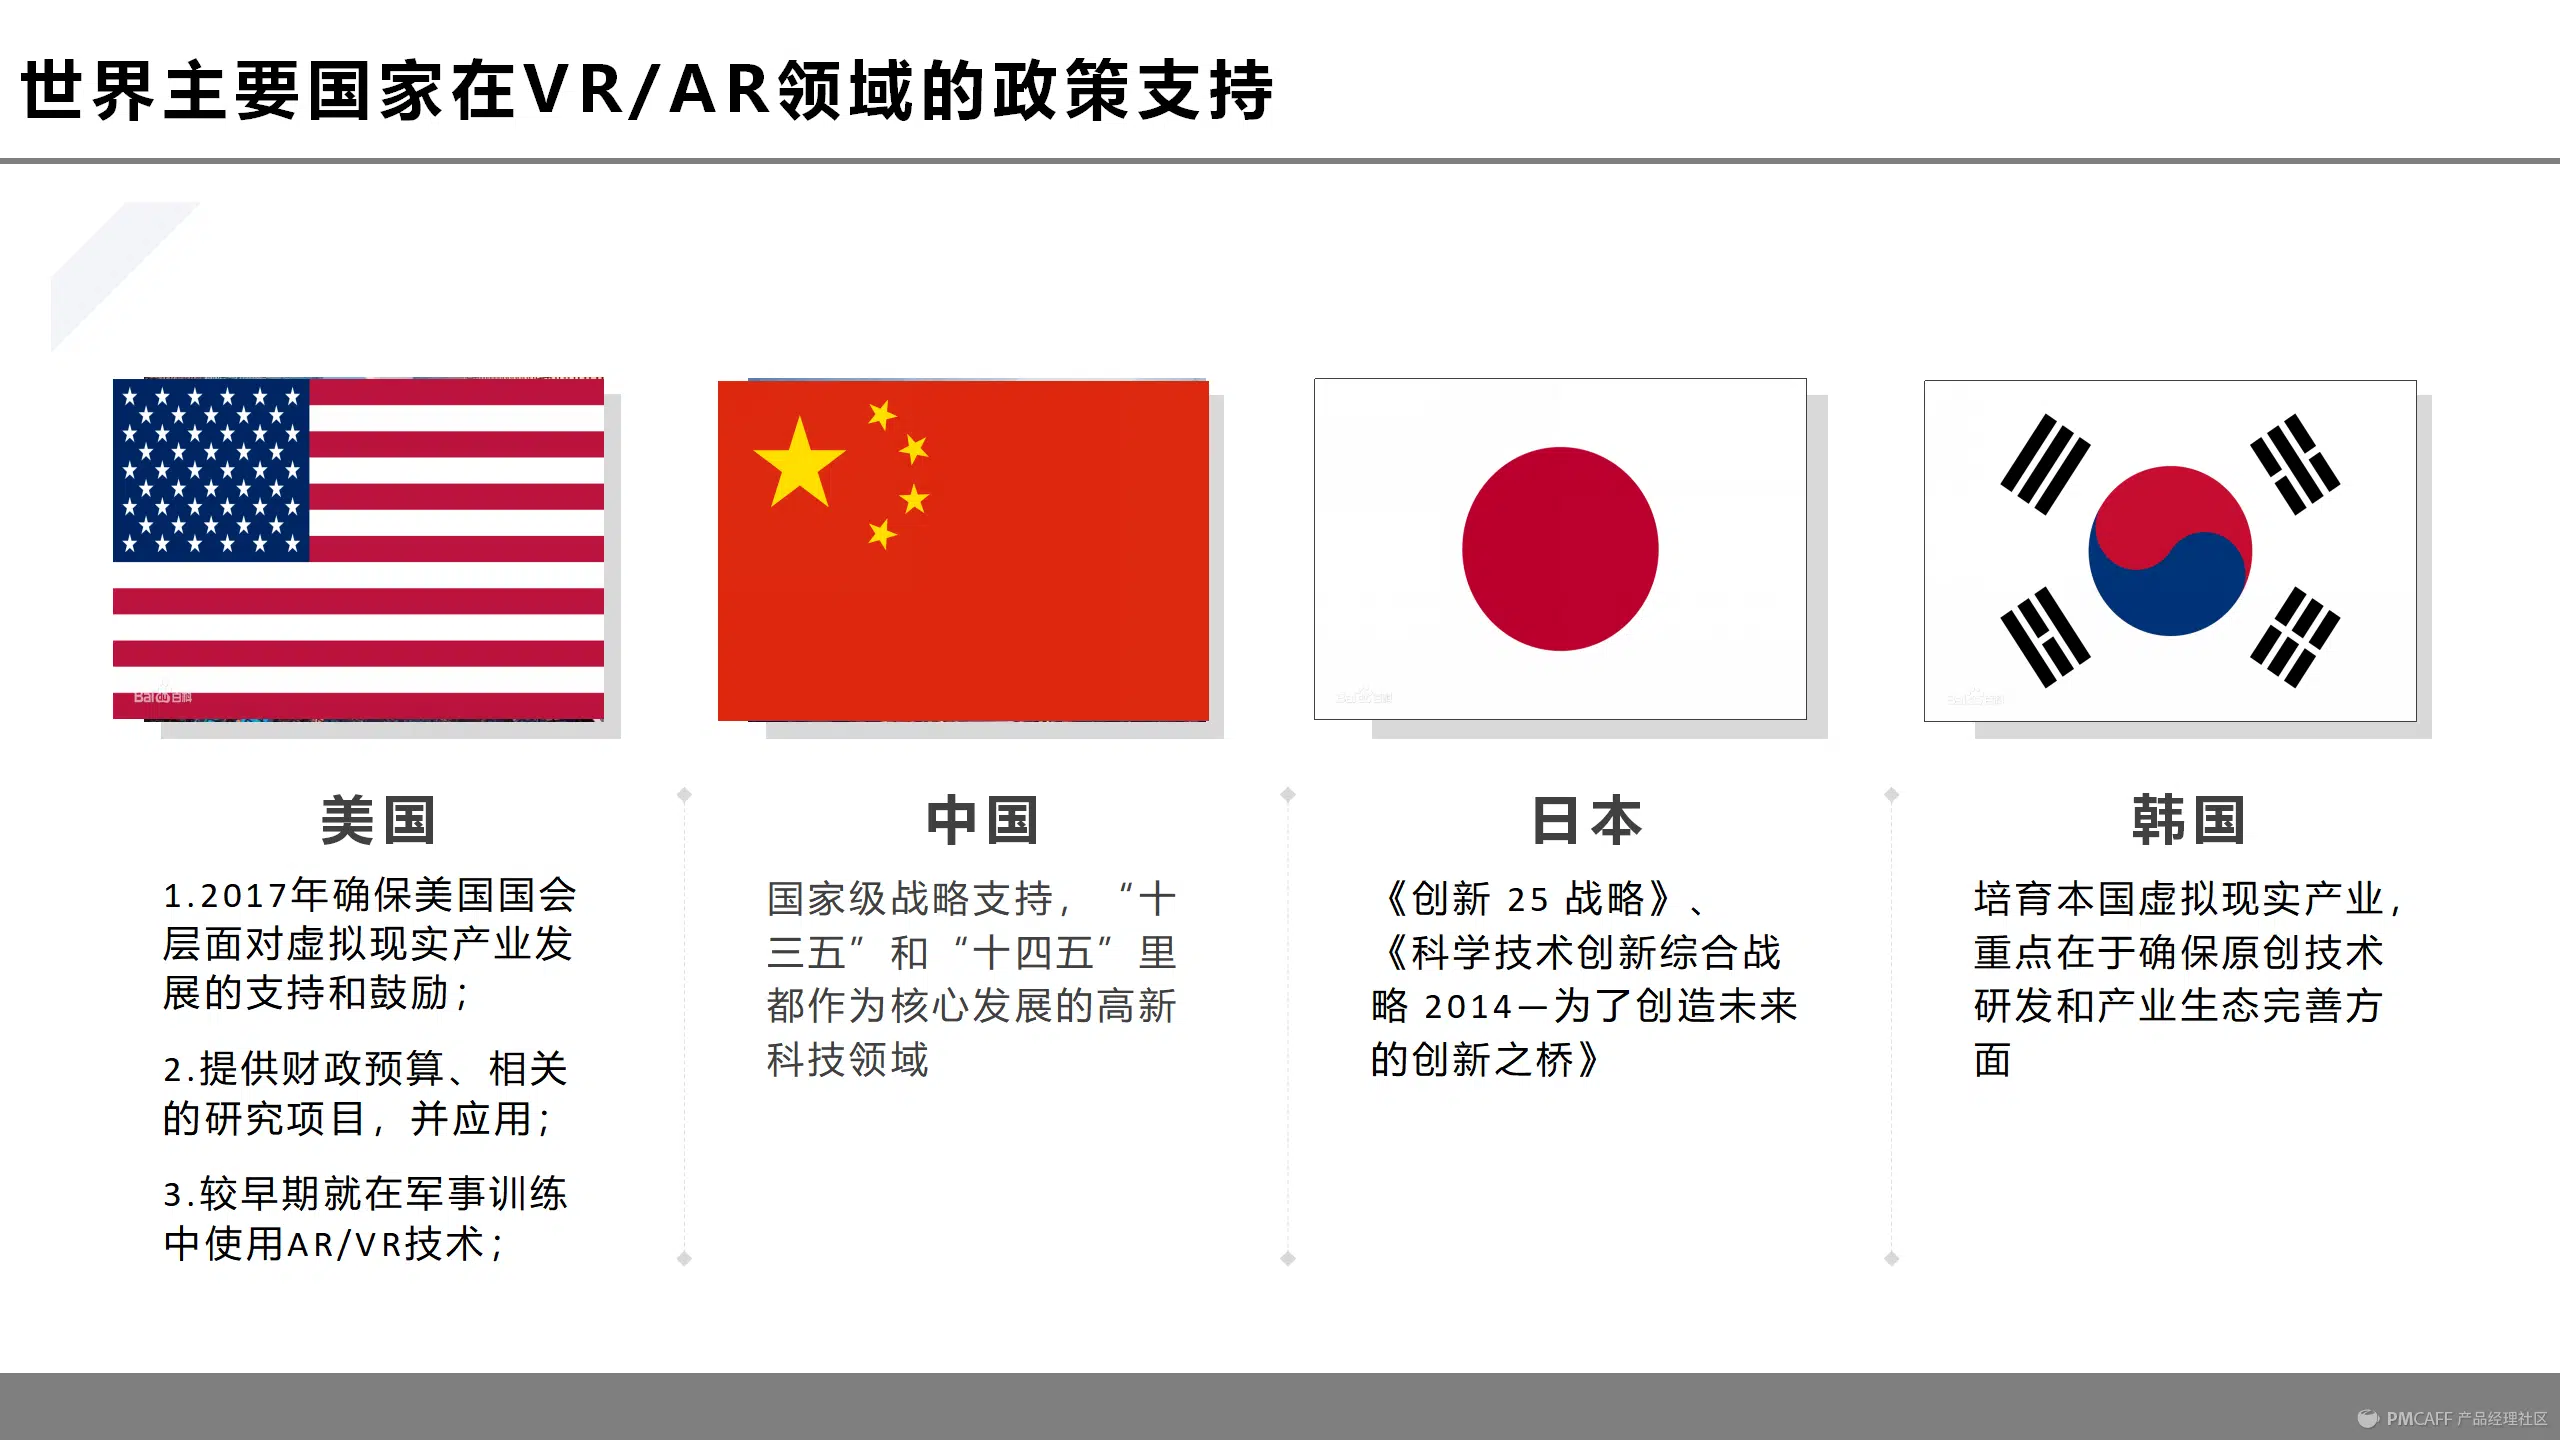 世界主要国家在VR/AR领域的政策支持
Bai百科
美国
1.2017年确保美国国会
层面对虚拟现实产业发
展的支持和鼓励；
2.提供财政预算、相关
的研究项目，并应用；
3.较早期就在军事训练
中使用AR/VR技术；
中国
国家级战略支持，“十
三五”和“十四五”里
都作为核心发展的高新
科技领域
日本
《创新 25 战略》、
《科学技术创新综合战
略 2014—为了创造未来
的创新之桥》
韩国
培育本国虚拟现实产业，
重点在于确保原创技术
研发和产业生态完善方
面
PMCAFF 产品经理社区